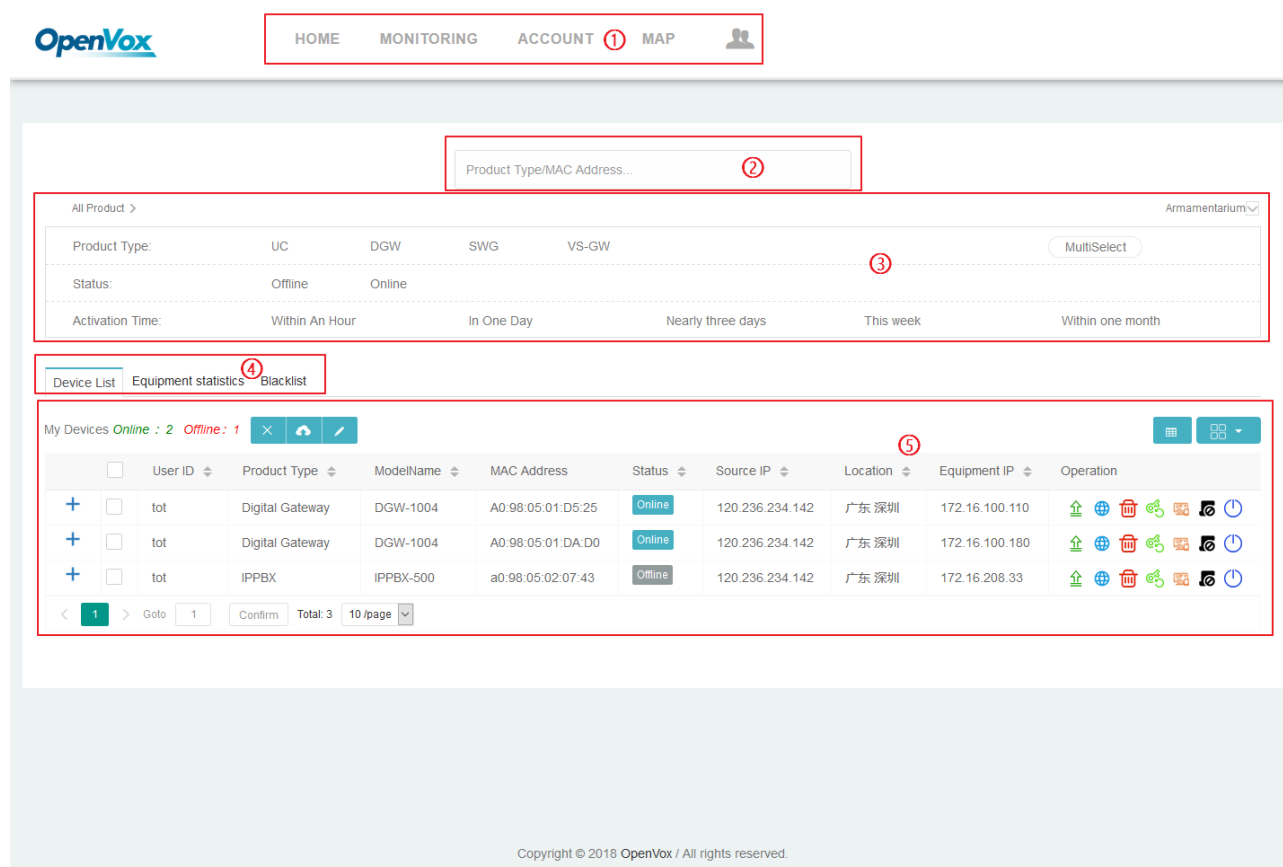 OpenVox HOME MONITORING ACCOUNT ① MAP
Product Type/MAC Address... ②
All Product > Armamentarium
Product Type: UC DGW SWG VS-GW MultiSelect
③
Status: Offline Online
Activation Time: Within An Hour In One Day Nearly three days This week Within one month
④
Device List Equipment statistics Blacklist
My Devices Online : 2 Offline : 1
⑤
User ID Product Type ModelName MAC Address Status Source IP Location Equipment IP Operation
tot Digital Gateway DGW-1004 A0:98:05:01:D5:25 Online 120.236.234.142 广东 深圳 172.16.100.110
tot Digital Gateway DGW-1004 A0:98:05:01:DA:D0 Online 120.236.234.142 广东 深圳 172.16.100.180
tot IPPBX IPPBX-500 a0:98:05:02:07:43 Offline 120.236.234.142 广东 深圳 172.16.208.33
< 1 > Goto 1 Confirm Total: 3 10 /page
Copyright © 2018 OpenVox / All rights reserved.